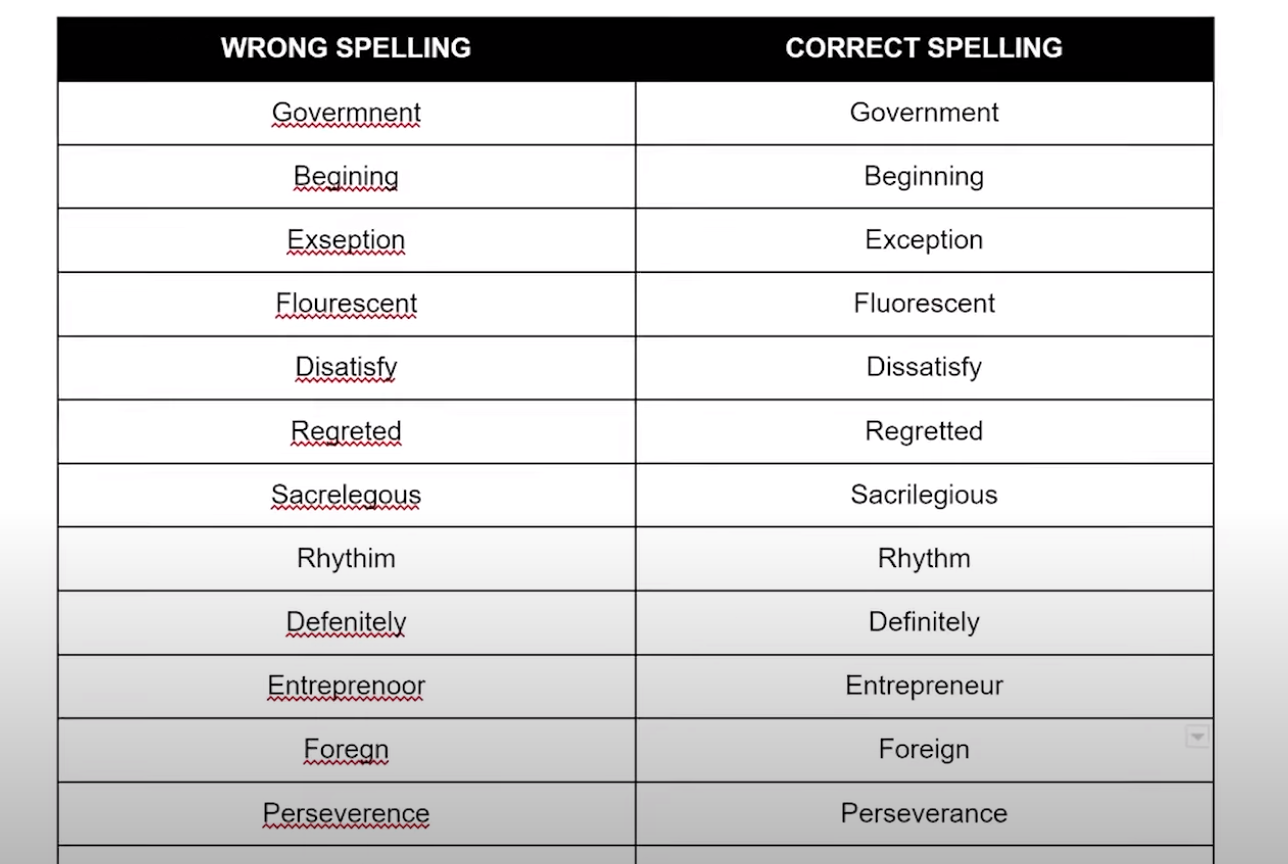 WRONG SPELLING CORRECT SPELLING
Govermnent Government
Begining Beginning
Exseption Exception
Flourescent Fluorescent
Disatisfy Dissatisfy
Regreted Regretted
Sacrelegous Sacrilegious
Rhythim Rhythm
Defenitely Definitely
Entreprenoor Entrepreneur
Foregn Foreign
Perseverence Perseverance